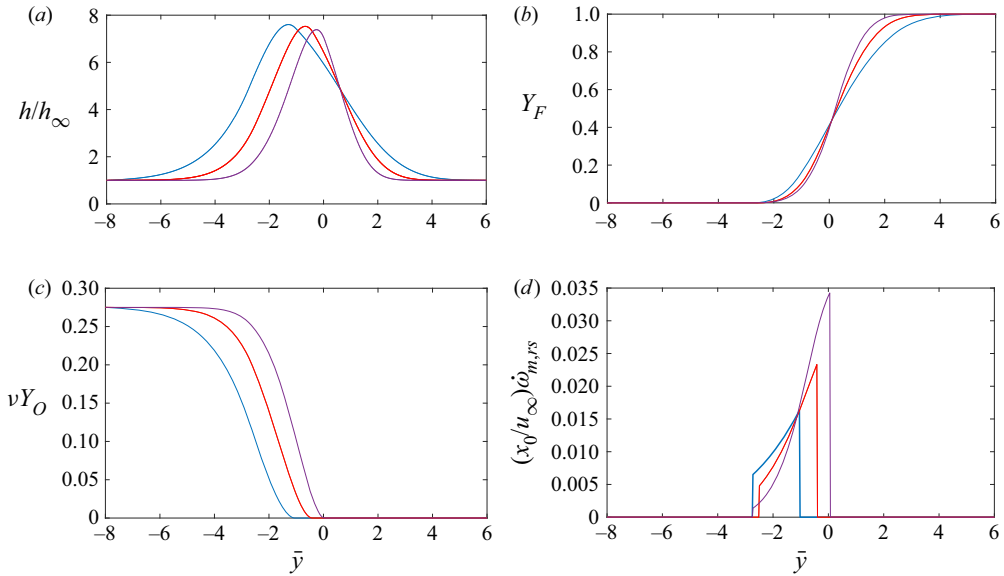 (a)
8
6
4
2
0
h/h∞
−8 −6 −4 −2 0 2 4 6
(b)
1.0
0.8
0.6
0.4
0.2
0
Y_F
−8 −6 −4 −2 0 2 4 6
(c)
0.30
0.25
0.20
0.15
0.10
0.05
0
νY_O
−8 −6 −4 −2 0 2 4 6
ȳ
(d)
0.035
0.030
0.025
0.020
0.015
0.010
0.005
0
(x_0/u_∞)ω̇_{m,rs}
−8 −6 −4 −2 0 2 4 6
ȳ